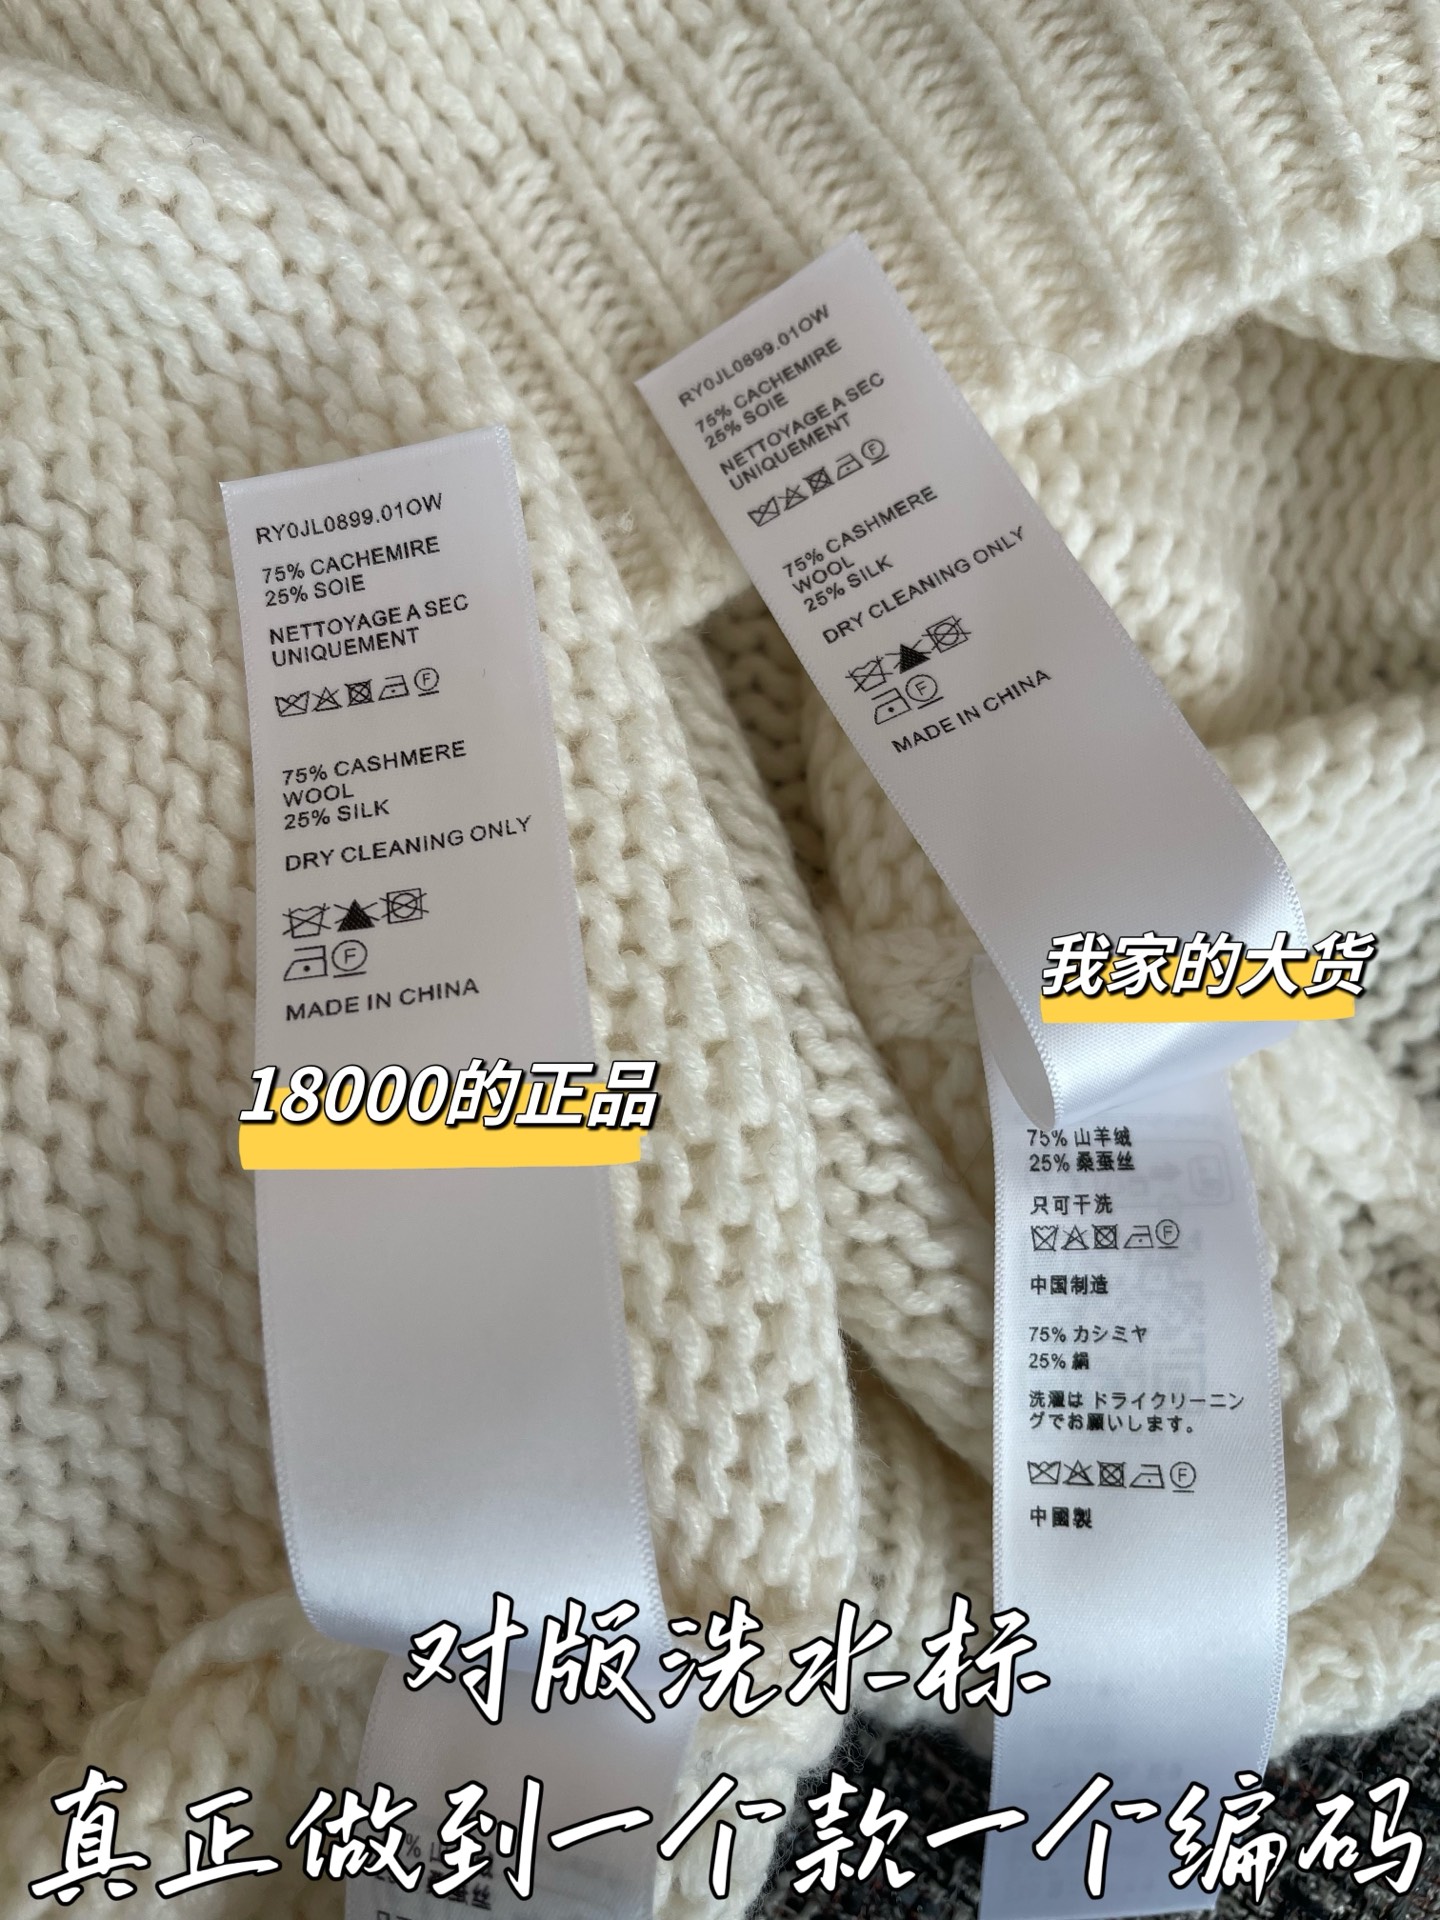 RY0JL0899.01OW
75% CACHEMIRE
25% SOIE
NETTOYAGE A SEC
UNIQUEMENT
75% CASHMERE
WOOL
25% SILK
DRY CLEANING ONLY
MADE IN CHINA
18000的正品
RY0JL0899.01OW
75% CACHEMIRE
25% SOIE
NETTOYAGE A SEC
UNIQUEMENT
75% CASHMERE
WOOL
25% SILK
DRY CLEANING ONLY
MADE IN CHINA
我家的大货
75% 山羊绒
25% 桑蚕丝
只可干洗
中国制造
75% カシミヤ
25% 絹
洗濯は ドライクリーニン
グでお願いします。
中國製
对版洗水标
真正做到一个款一个编码